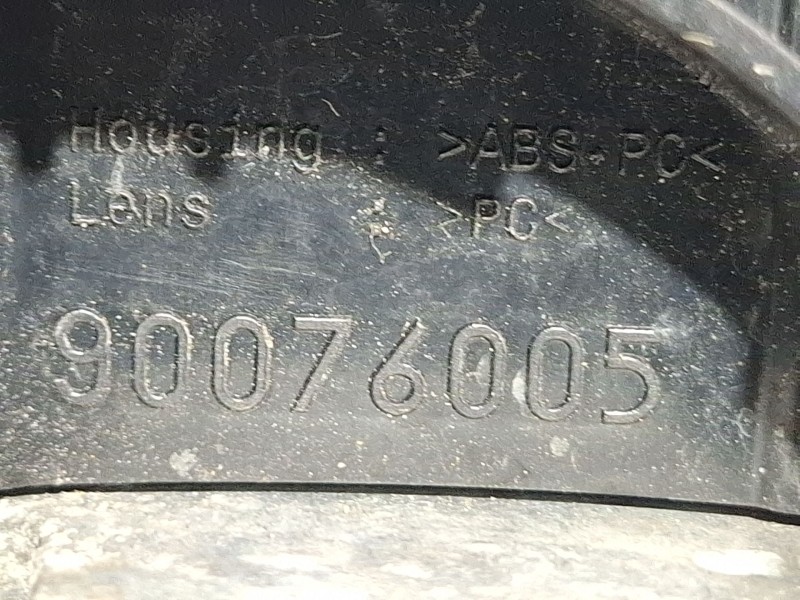 Housing : >ABS+PC<
Lens : >PC<
90076005